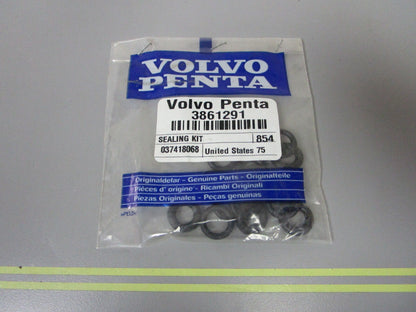 VOLVO
PENTA
Volvo Penta
3861291
SEALING KIT 854
037418068 United States 75
Originaldelar - Genuine Parts - Originalteile
Pièces d' origine - Ricambi Originali
Piezas Originales - Peças genuínas